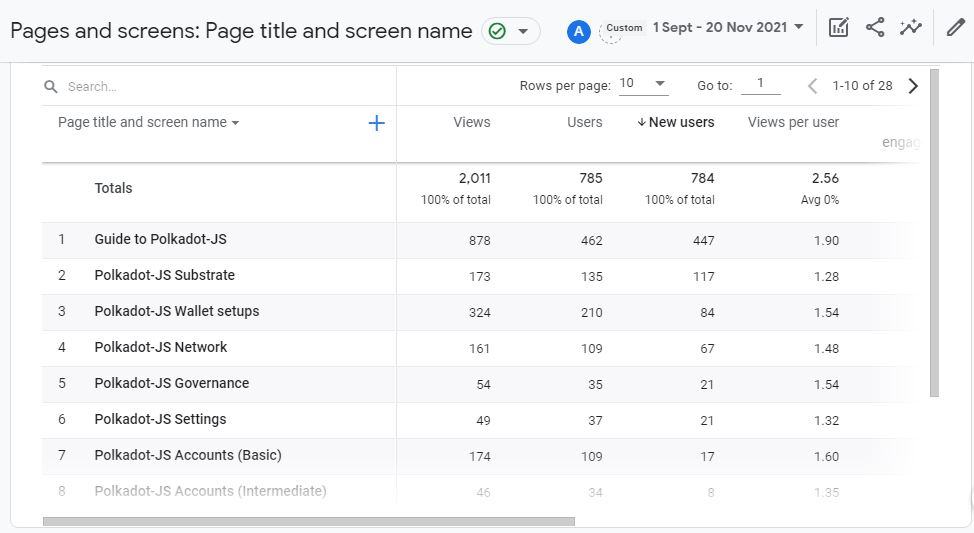 Pages and screens: Page title and screen name A Custom 1 Sept - 20 Nov 2021
Search... Rows per page: 10 Go to: 1 1-10 of 28
Page title and screen name Views Users New users Views per user
engag
Totals 2,011 785 784 2.56
100% of total 100% of total 100% of total Avg 0%
1 Guide to Polkadot-JS 878 462 447 1.90
2 Polkadot-JS Substrate 173 135 117 1.28
3 Polkadot-JS Wallet setups 324 210 84 1.54
4 Polkadot-JS Network 161 109 67 1.48
5 Polkadot-JS Governance 54 35 21 1.54
6 Polkadot-JS Settings 49 37 21 1.32
7 Polkadot-JS Accounts (Basic) 174 109 17 1.60
8 Polkadot-JS Accounts (Intermediate) 46 34 8 1.35